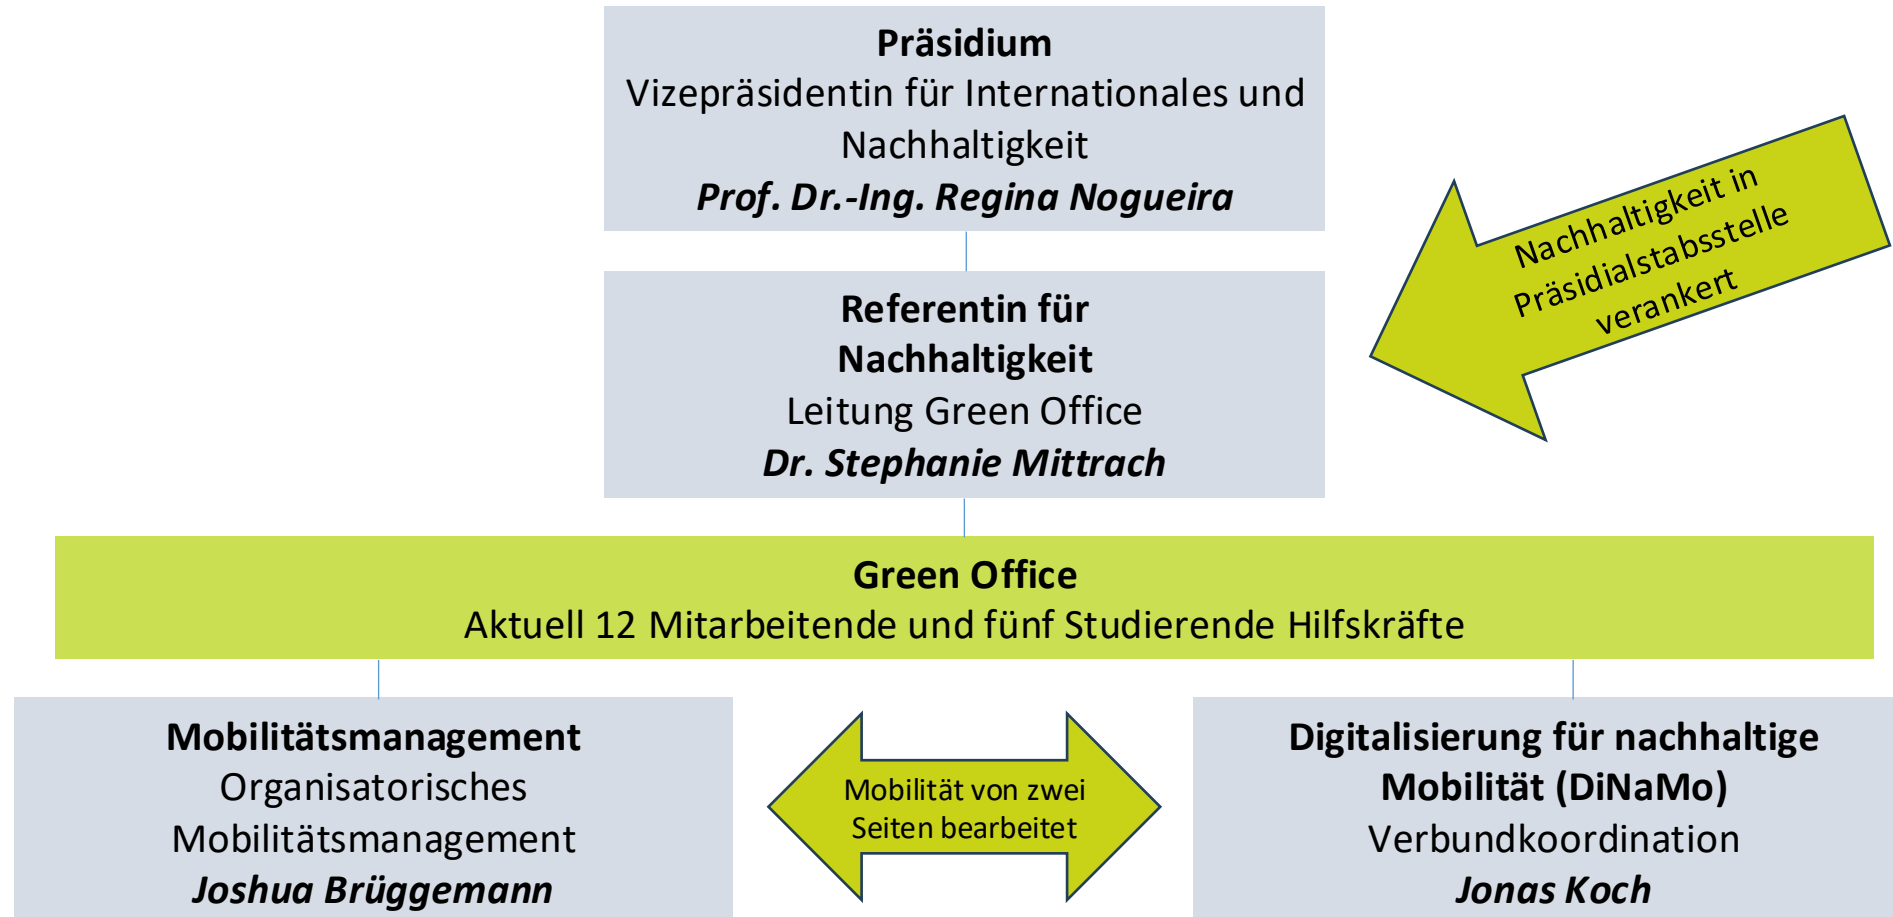 Präsidium
Vizepräsidentin für Internationales und
Nachhaltigkeit
Prof. Dr.-Ing. Regina Nogueira
Nachhaltigkeit in
Präsidialstabsstelle
verankert
Referentin für
Nachhaltigkeit
Leitung Green Office
Dr. Stephanie Mittrach
Green Office
Aktuell 12 Mitarbeitende und fünf Studierende Hilfskräfte
Mobilitätsmanagement
Organisatorisches
Mobilitätsmanagement
Joshua Brüggemann
Mobilität von zwei
Seiten bearbeitet
Digitalisierung für nachhaltige
Mobilität (DiNaMo)
Verbundkoordination
Jonas Koch